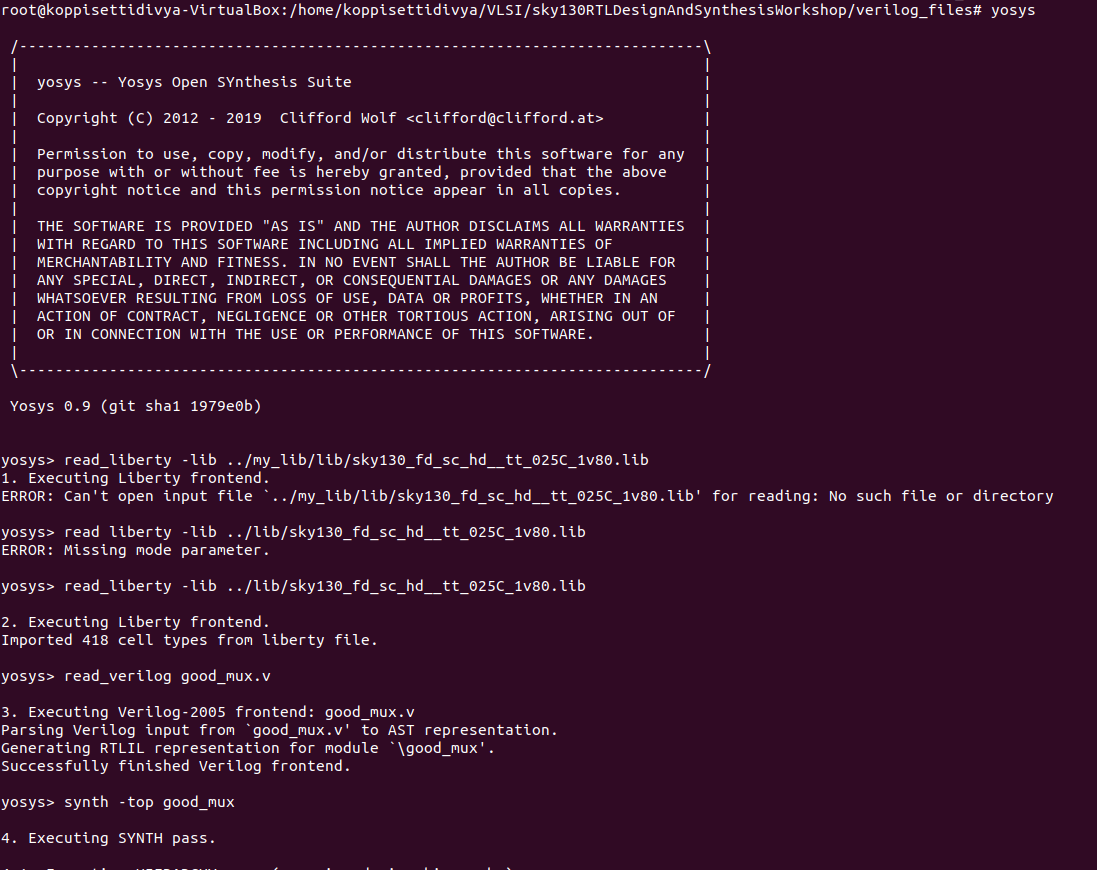 root@koppisettidivya-VirtualBox:/home/koppisettidivya/VLSI/sky130RTLDesignAndSynthesisWorkshop/verilog_files# yosys
/----------------------------------------------------------------------------\
|                                                                            |
|  yosys -- Yosys Open SYnthesis Suite                                       |
|                                                                            |
|  Copyright (C) 2012 - 2019  Clifford Wolf <clifford@clifford.at>           |
|                                                                            |
|  Permission to use, copy, modify, and/or distribute this software for any  |
|  purpose with or without fee is hereby granted, provided that the above    |
|  copyright notice and this permission notice appear in all copies.         |
|                                                                            |
|  THE SOFTWARE IS PROVIDED "AS IS" AND THE AUTHOR DISCLAIMS ALL WARRANTIES  |
|  WITH REGARD TO THIS SOFTWARE INCLUDING ALL IMPLIED WARRANTIES OF          |
|  MERCHANTABILITY AND FITNESS. IN NO EVENT SHALL THE AUTHOR BE LIABLE FOR   |
|  ANY SPECIAL, DIRECT, INDIRECT, OR CONSEQUENTIAL DAMAGES OR ANY DAMAGES    |
|  WHATSOEVER RESULTING FROM LOSS OF USE, DATA OR PROFITS, WHETHER IN AN     |
|  ACTION OF CONTRACT, NEGLIGENCE OR OTHER TORTIOUS ACTION, ARISING OUT OF   |
|  OR IN CONNECTION WITH THE USE OR PERFORMANCE OF THIS SOFTWARE.            |
|                                                                            |
\----------------------------------------------------------------------------/
Yosys 0.9 (git sha1 1979e0b)
yosys> read_liberty -lib ../my_lib/lib/sky130_fd_sc_hd__tt_025C_1v80.lib
1. Executing Liberty frontend.
ERROR: Can't open input file `../my_lib/lib/sky130_fd_sc_hd__tt_025C_1v80.lib' for reading: No such file or directory
yosys> read liberty -lib ../lib/sky130_fd_sc_hd__tt_025C_1v80.lib
ERROR: Missing mode parameter.
yosys> read_liberty -lib ../lib/sky130_fd_sc_hd__tt_025C_1v80.lib
2. Executing Liberty frontend.
Imported 418 cell types from liberty file.
yosys> read_verilog good_mux.v
3. Executing Verilog-2005 frontend: good_mux.v
Parsing Verilog input from `good_mux.v' to AST representation.
Generating RTLIL representation for module `\good_mux'.
Successfully finished Verilog frontend.
yosys> synth -top good_mux
4. Executing SYNTH pass.